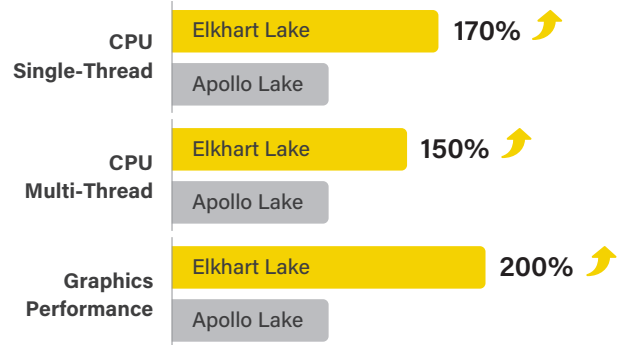 CPU
Single-Thread
Elkhart Lake
170%
Apollo Lake
CPU
Multi-Thread
Elkhart Lake
150%
Apollo Lake
Graphics
Performance
Elkhart Lake
200%
Apollo Lake